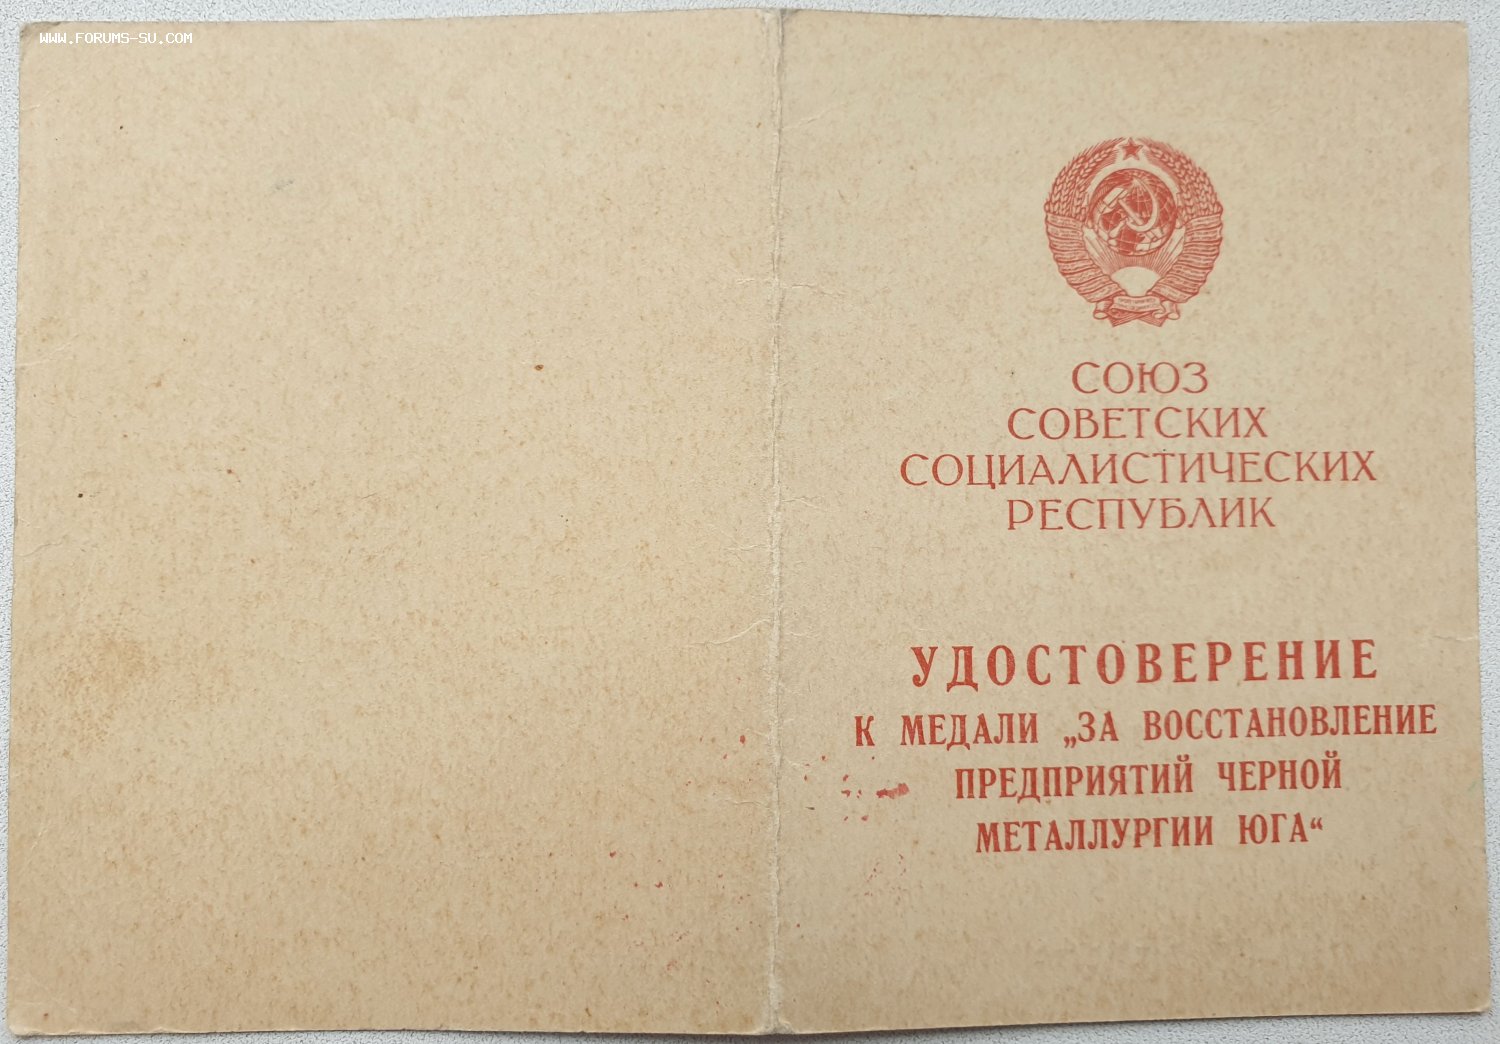 WWW.FORUMS-SU.COM
СОЮЗ
СОВЕТСКИХ
СОЦИАЛИСТИЧЕСКИХ
РЕСПУБЛИК
УДОСТОВЕРЕНИЕ
К МЕДАЛИ „ЗА ВОССТАНОВЛЕНИЕ
ПРЕДПРИЯТИЙ ЧЕРНОЙ
МЕТАЛЛУРГИИ ЮГА“